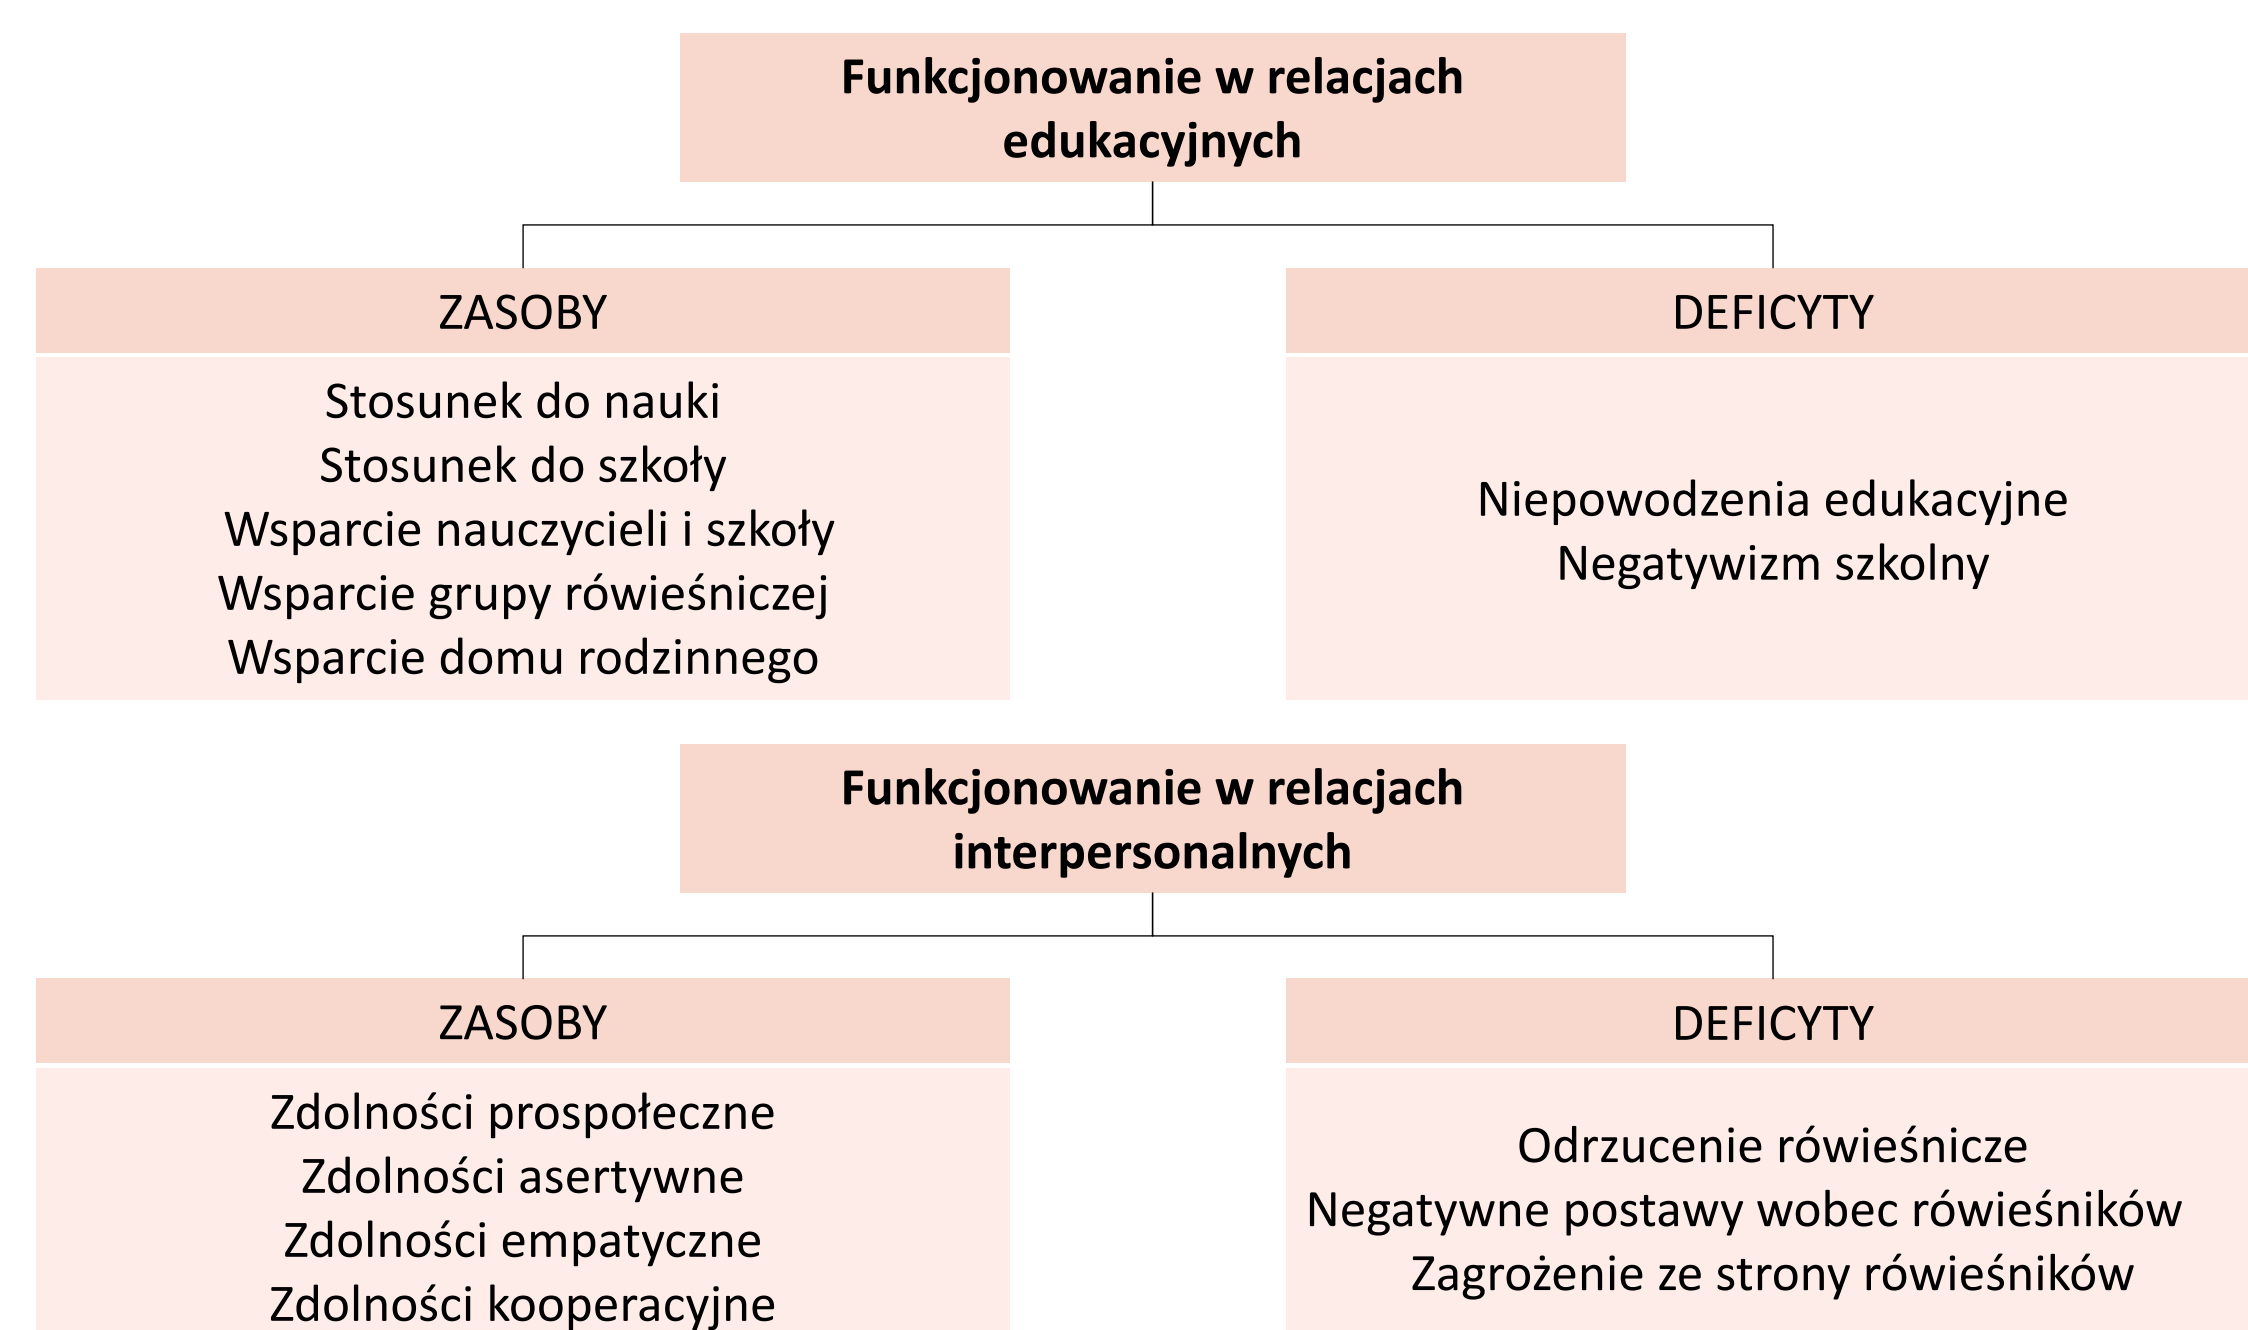 Funkcjonowanie w relacjach
edukacyjnych
ZASOBY
Stosunek do nauki
Stosunek do szkoły
Wsparcie nauczycieli i szkoły
Wsparcie grupy rówieśniczej
Wsparcie domu rodzinnego
DEFICYTY
Niepowodzenia edukacyjne
Negatywizm szkolny
Funkcjonowanie w relacjach
interpersonalnych
ZASOBY
Zdolności prospołeczne
Zdolności asertywne
Zdolności empatyczne
Zdolności kooperacyjne
DEFICYTY
Odrzucenie rówieśnicze
Negatywne postawy wobec rówieśników
Zagrożenie ze strony rówieśników